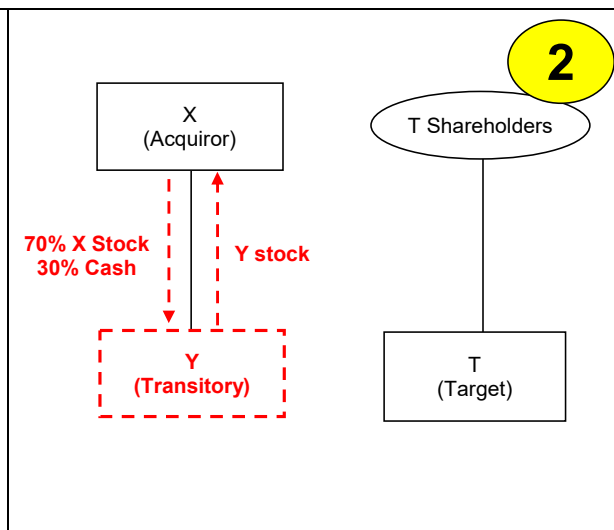 2
X
(Acquiror)
T Shareholders
70% X Stock
30% Cash
Y stock
Y
(Transitory)
T
(Target)